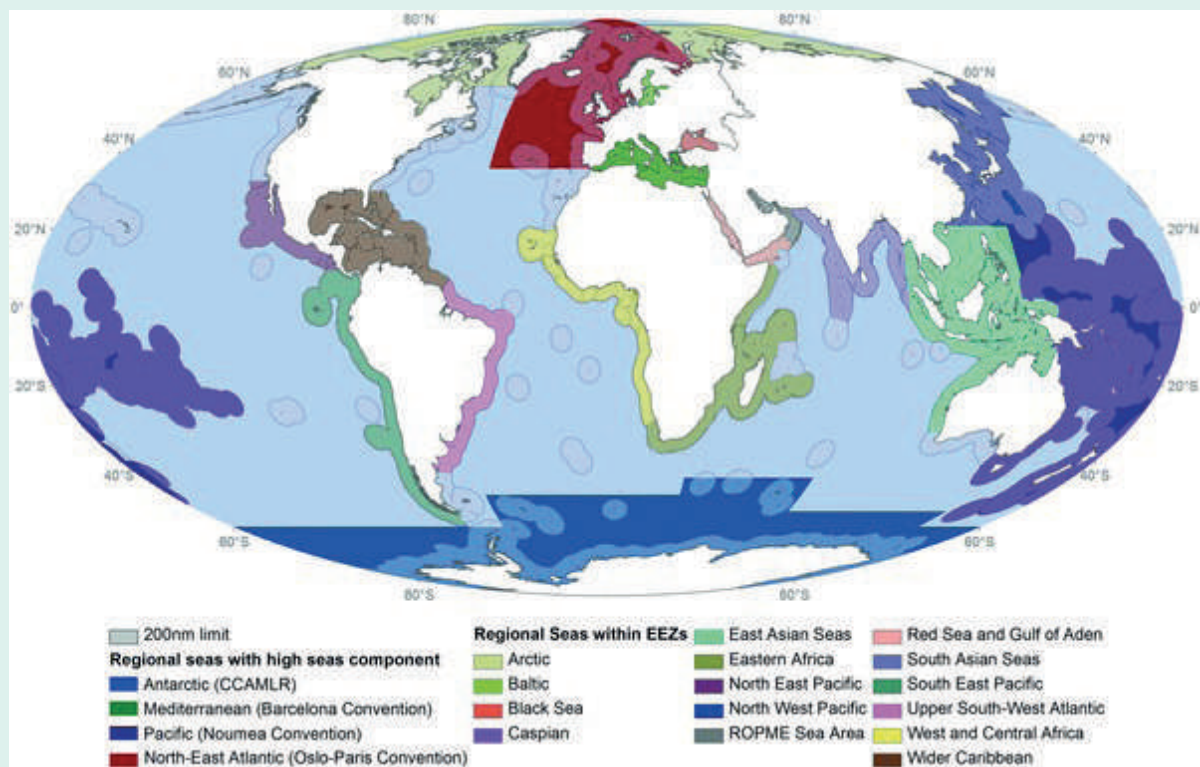 80°N 80°N
60°N 60°N
40°N 40°N
20°N 20°N
0° 0°
20°S 20°S
40°S 40°S
60°S 60°S
80°S 80°S
200nm limit
Regional seas with high seas component
Antarctic (CCAMLR)
Mediterranean (Barcelona Convention)
Pacific (Noumea Convention)
North-East Atlantic (Oslo-Paris Convention)
Regional Seas within EEZs
Arctic
Baltic
Black Sea
Caspian
East Asian Seas
Eastern Africa
North East Pacific
North West Pacific
ROPME Sea Area
Red Sea and Gulf of Aden
South Asian Seas
South East Pacific
Upper South-West Atlantic
West and Central Africa
Wider Caribbean